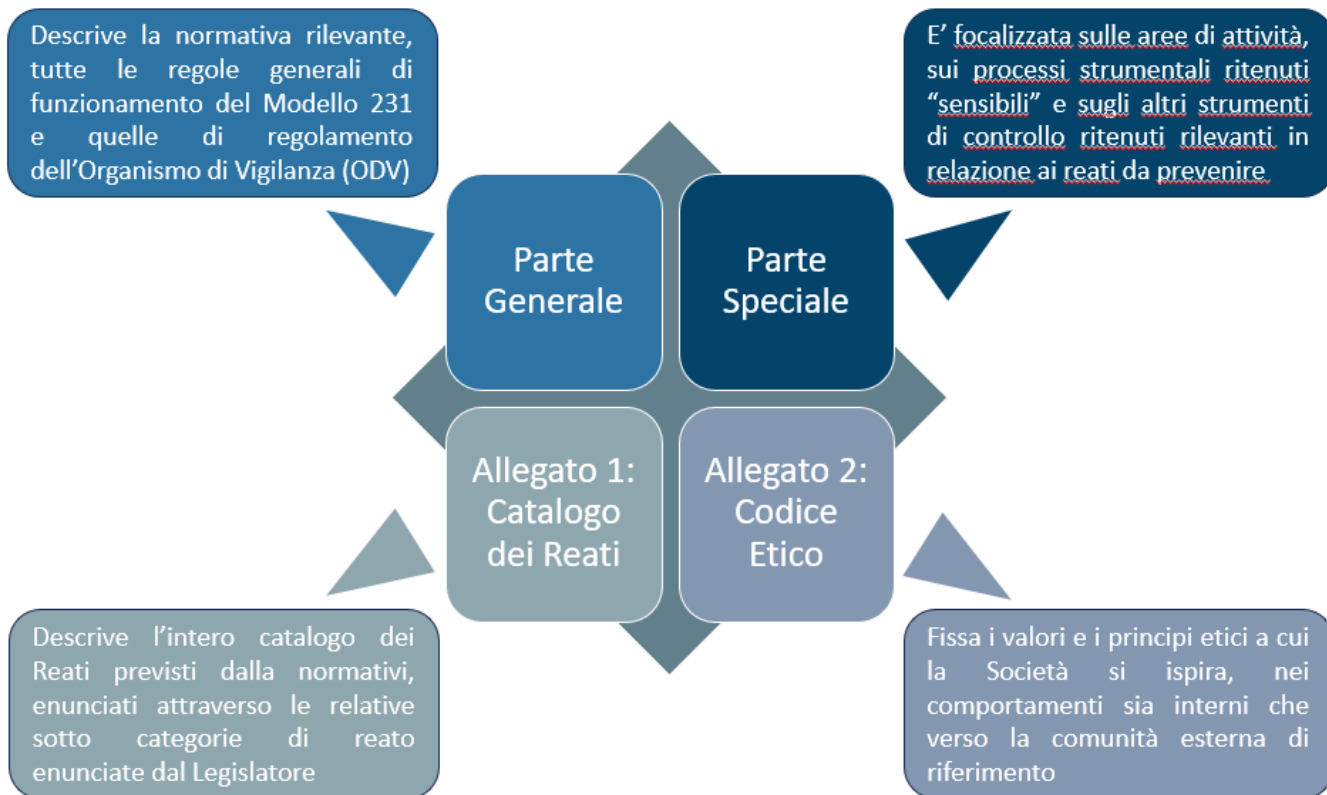 Descrive la normativa rilevante,
tutte le regole generali di
funzionamento del Modello 231
e quelle di regolamento
dell’Organismo di Vigilanza (ODV)
E’ focalizzata sulle aree di attività,
sui processi strumentali ritenuti
“sensibili” e sugli altri strumenti
di controllo ritenuti rilevanti in
relazione ai reati da prevenire
Parte
Generale
Parte
Speciale
Allegato 1:
Catalogo
dei Reati
Allegato 2:
Codice
Etico
Descrive l’intero catalogo dei
Reati previsti dalla normativi,
enunciati attraverso le relative
sotto categorie di reato
enunciate dal Legislatore
Fissa i valori e i principi etici a cui
la Società si ispira, nei
comportamenti sia interni che
verso la comunità esterna di
riferimento